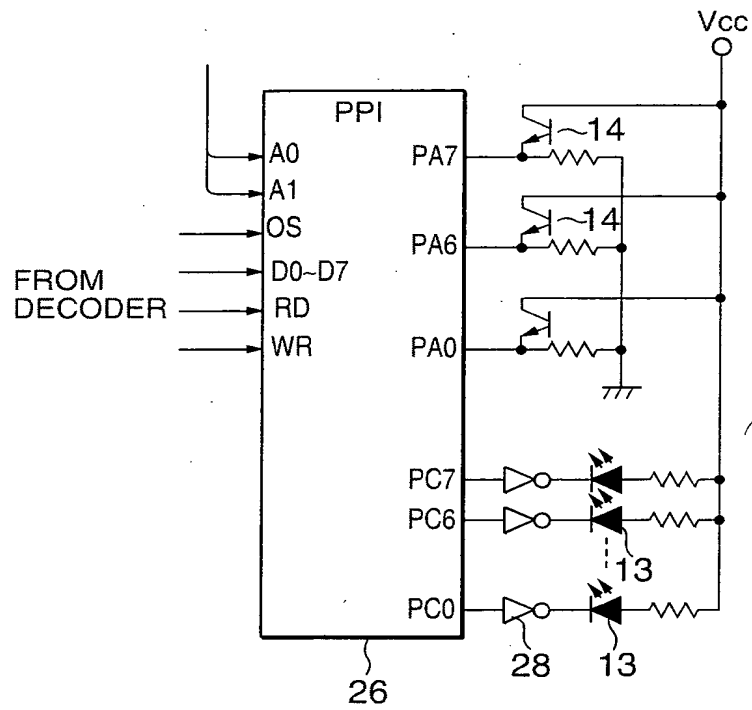 Vcc
PPI
14
A0
PA7
A1
14
OS
PA6
D0~D7
FROM
DECODER
RD
WR
PA0
PC7
PC6
13
PC0
28
13
26